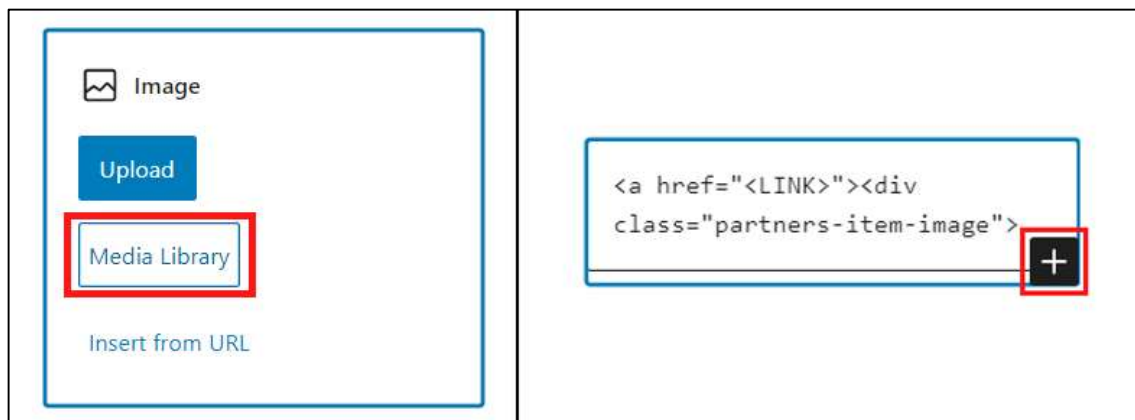 Image
Upload
Media Library
Insert from URL
<a href="<LINK>"><div
class="partners-item-image">